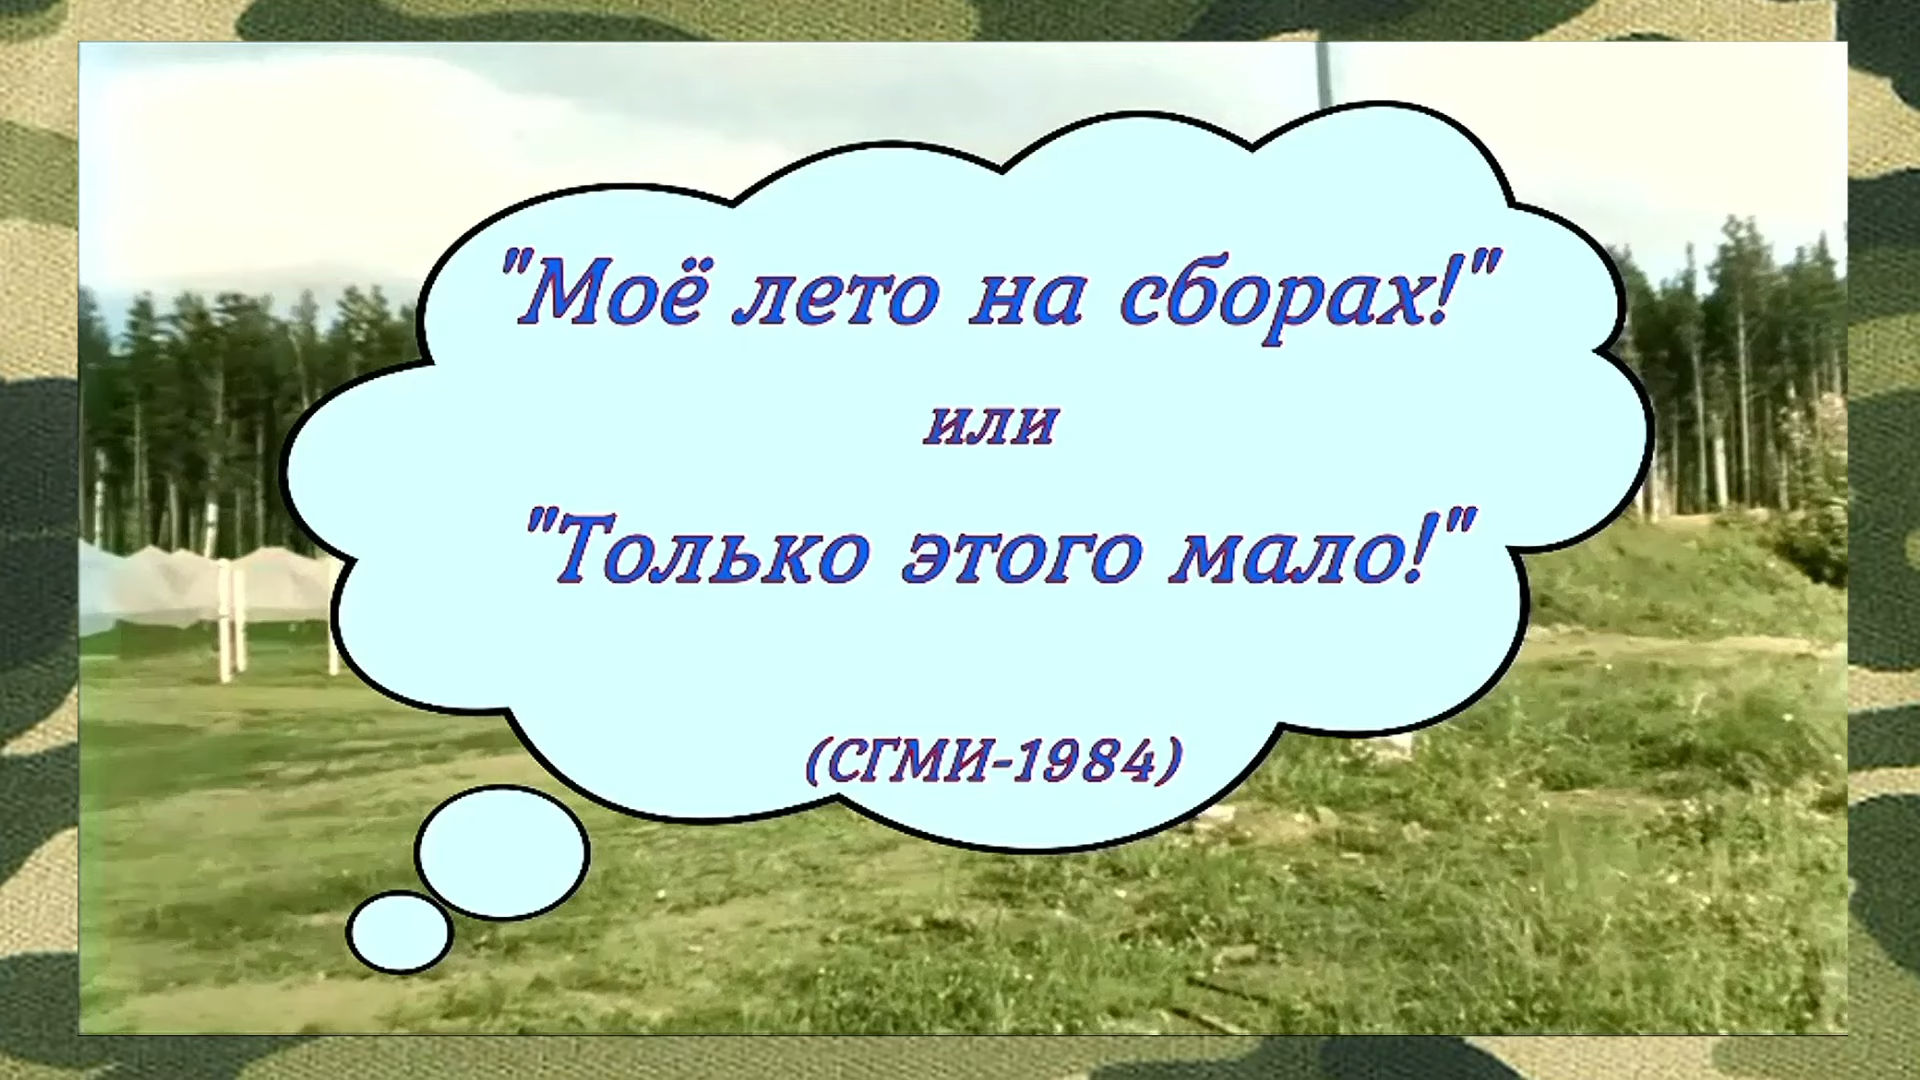 "Моё лето на сборах!"
или
"Только этого мало!"
(СГМИ-1984)